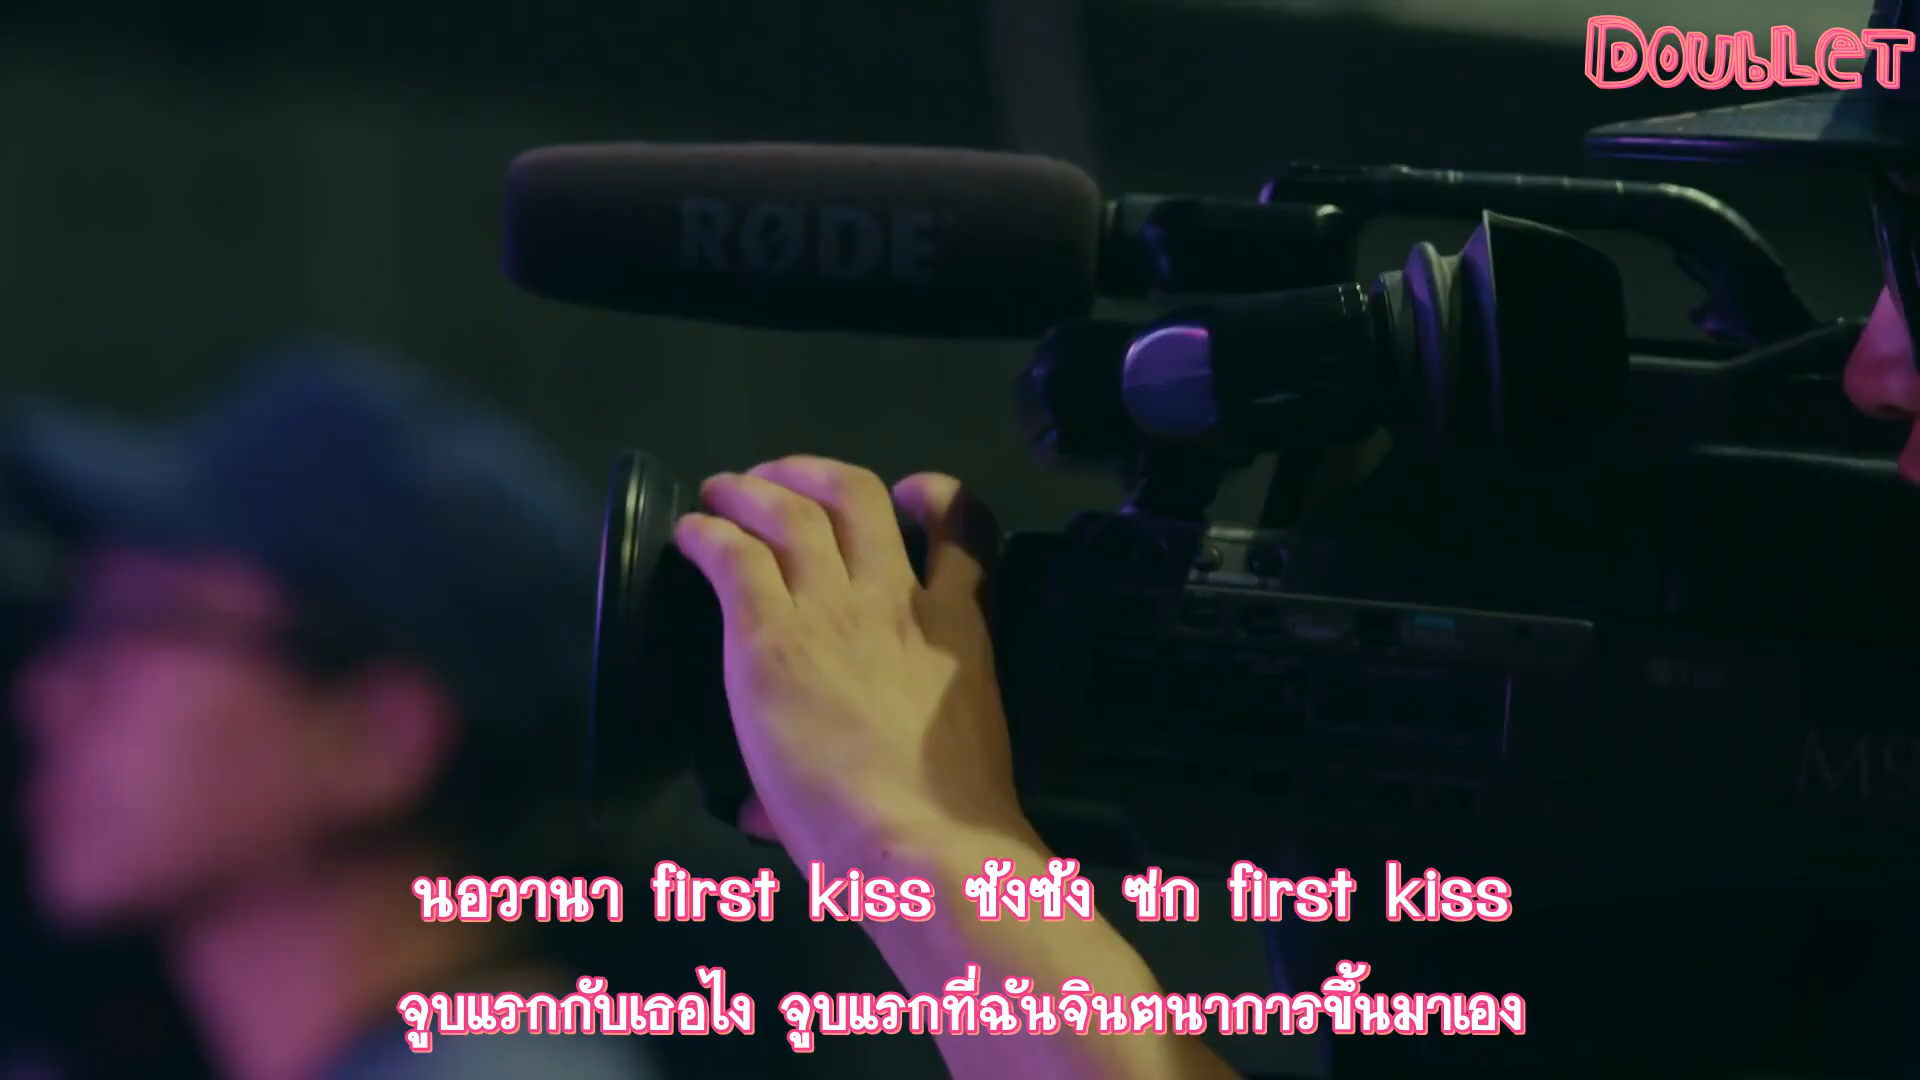 DOUBLET
RØDE
M9
นอวานา first kiss ซังซัง ซก first kiss
จูบแรกกับเธอไง จูบแรกที่ฉันจินตนาการขึ้นมาเอง